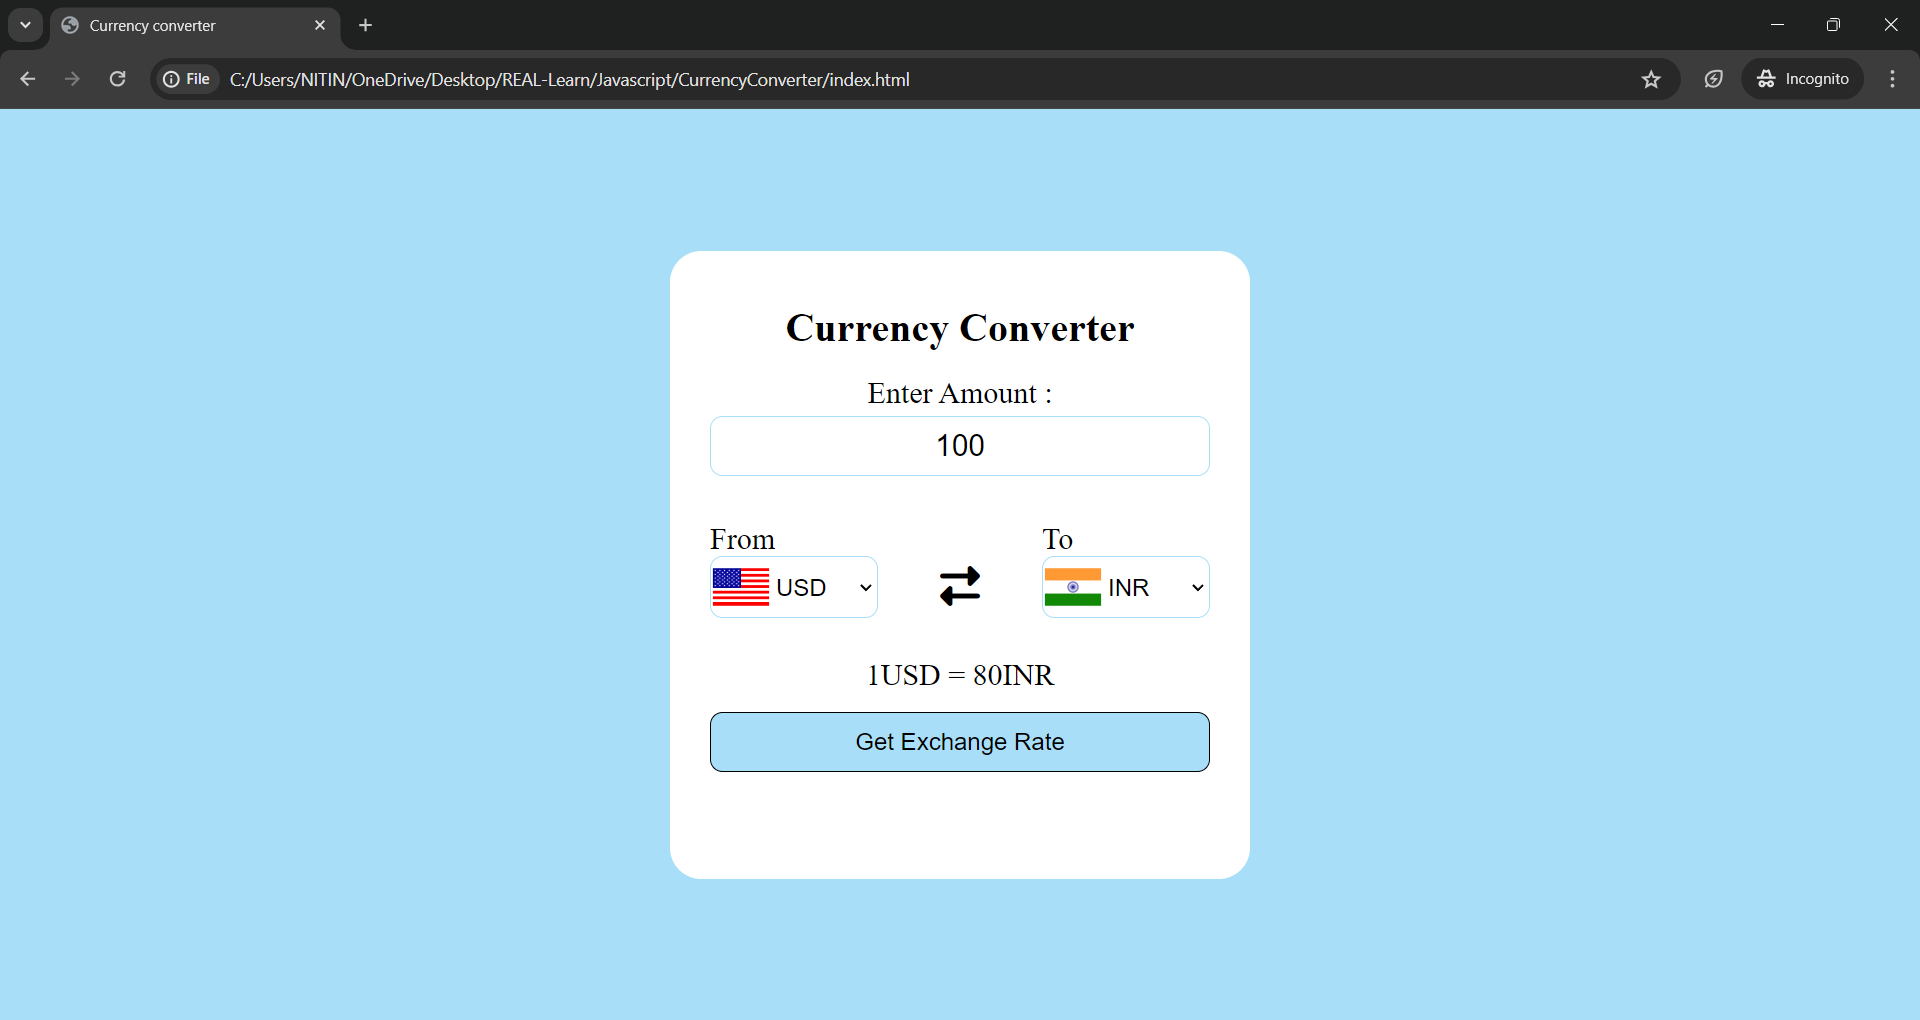 Currency converter
File
C:/Users/NITIN/OneDrive/Desktop/REAL-Learn/Javascript/CurrencyConverter/index.html
Incognito
Currency Converter
Enter Amount :
100
From
To
USD
INR
1USD = 80INR
Get Exchange Rate